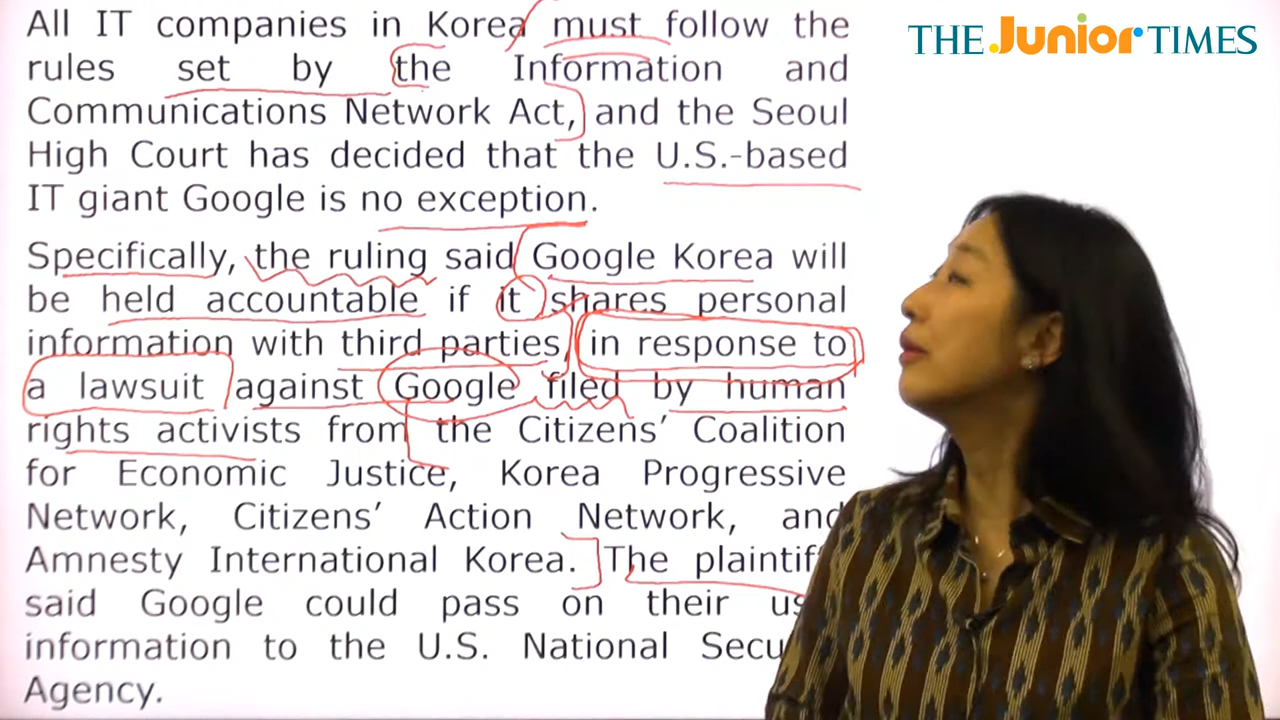 All IT companies in Korea must follow the
rules set by the Information and
Communications Network Act, and the Seoul
High Court has decided that the U.S.-based
IT giant Google is no exception.
Specifically, the ruling said Google Korea will
be held accountable if it shares personal
information with third parties, in response to
a lawsuit against Google filed by human
rights activists from the Citizens' Coalition
for Economic Justice, Korea Progressive
Network, Citizens' Action Network, and
Amnesty International Korea. The
said Google could pass on their
information to the U.S. National
Agency.
THE Junior TIMES